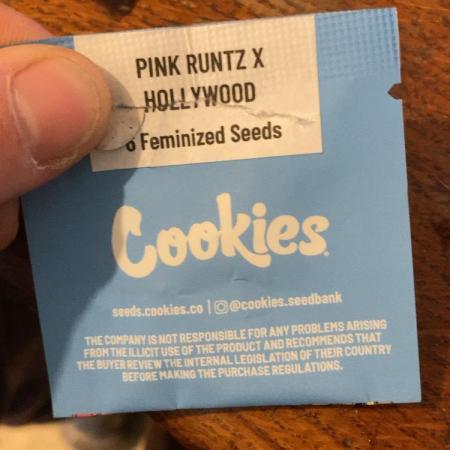 PINK RUNTZ X
HOLLYWOOD
6 Feminized Seeds
Cookies
seeds.cookies.co | @cookies.seedbank
THE COMPANY IS NOT RESPONSIBLE FOR ANY PROBLEMS ARISING
FROM THE ILLICIT USE OF THE PRODUCT AND RECOMMENDS THAT
THE BUYER REVIEW THE INTERNAL LEGISLATION OF THEIR COUNTRY
BEFORE MAKING THE PURCHASE REGULATIONS.